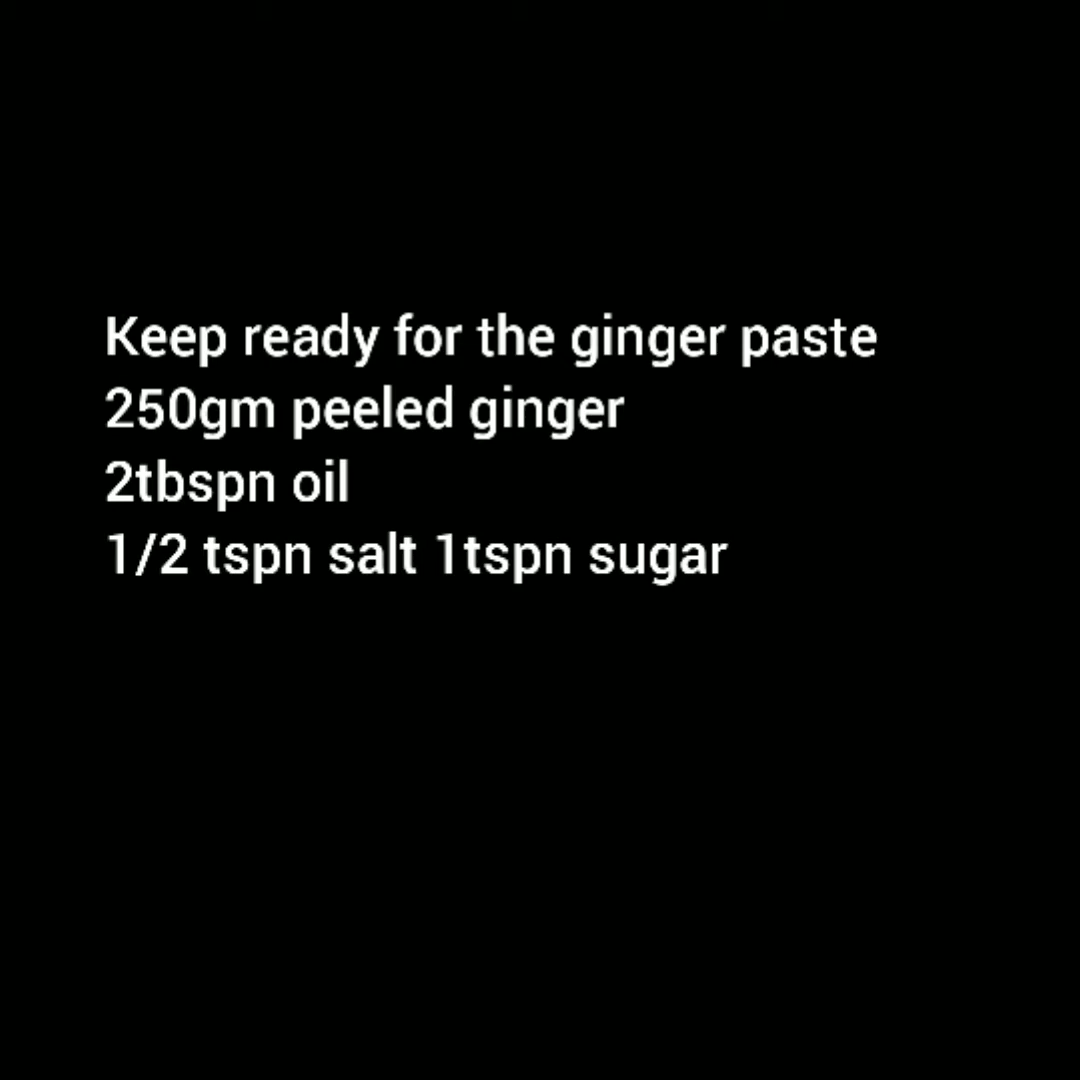 Keep ready for the ginger paste
250gm peeled ginger
2tbspn oil
1/2 tspn salt 1tspn sugar